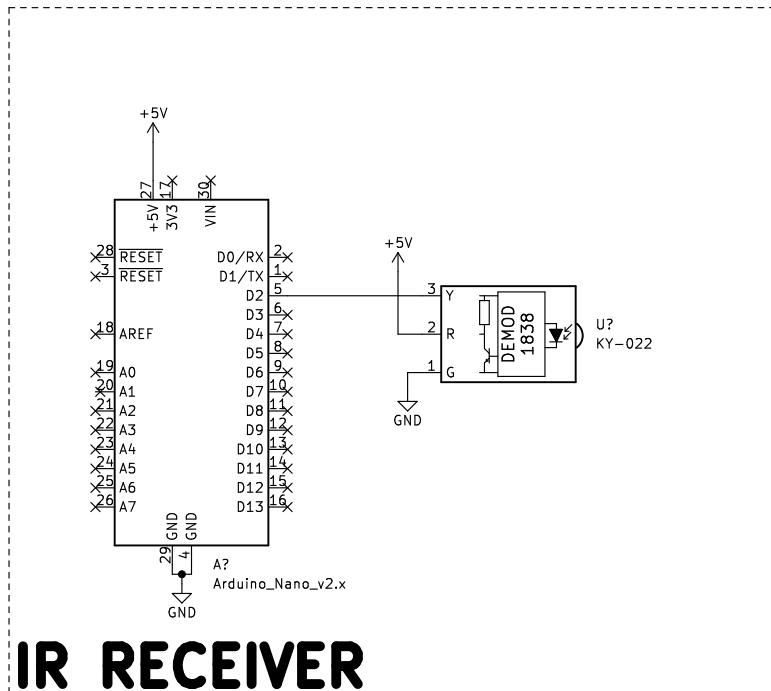 +5V
27 17 30
+5V 3V3 VIN
28 RESET D0/RX 2
3 RESET D1/TX 1
D2 5
D3 6
18 AREF D4 7
D5 8
19 A0 D6 9
20 A1 D7 10
21 A2 D8 11
22 A3 D9 12
23 A4 D10 13
24 A5 D11 14
25 A6 D12 15
26 A7 D13 16
GND GND
29 4
A?
Arduino_Nano_v2.x
GND
+5V
3 Y
2 R
1 G
DEMOD
1838
U?
KY-022
GND
IR RECEIVER